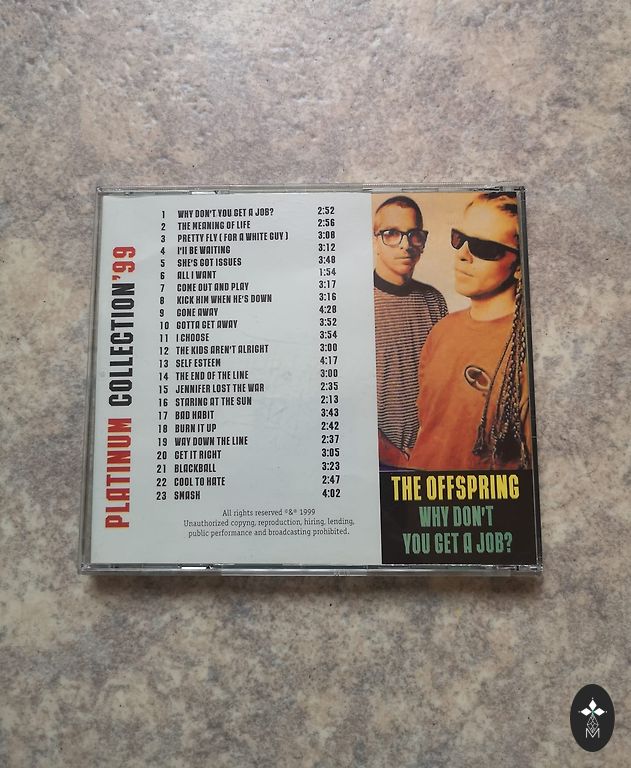 PLATINUM COLLECTION'99
1 WHY DON'T YOU GET A JOB? 2:52
2 THE MEANING OF LIFE 2:56
3 PRETTY FLY ( FOR A WHITE GUY ) 3:08
4 I'll BE WAITING 3:12
5 SHE'S GOT ISSUES 3:48
6 ALL I WANT 1:54
7 COME OUT AND PLAY 3:17
8 KICK HIM WHEN HE'S DOWN 3:16
9 GONE AWAY 4:28
10 GOTTA GET AWAY 3:52
11 I CHOOSE 3:54
12 THE KIDS AREN'T ALRIGHT 3:00
13 SELF ESTEEM 4:17
14 THE END OF THE LINE 3:00
15 JENNIFER LOST THE WAR 2:35
16 STARING AT THE SUN 2:13
17 BAD HABIT 3:43
18 BURN IT UP 2:42
19 WAY DOWN THE LINE 2:37
20 GET IT RIGHT 3:05
21 BLACKBALL 3:23
22 COOL TO HATE 2:47
23 SMASH 4:02
All rights reserved ®&® 1999
Unauthorized copyng, reproduction, hiring, lending,
public performance and broadcasting prohibited.
THE OFFSPRING
WHY DON'T
YOU GET A JOB?
M